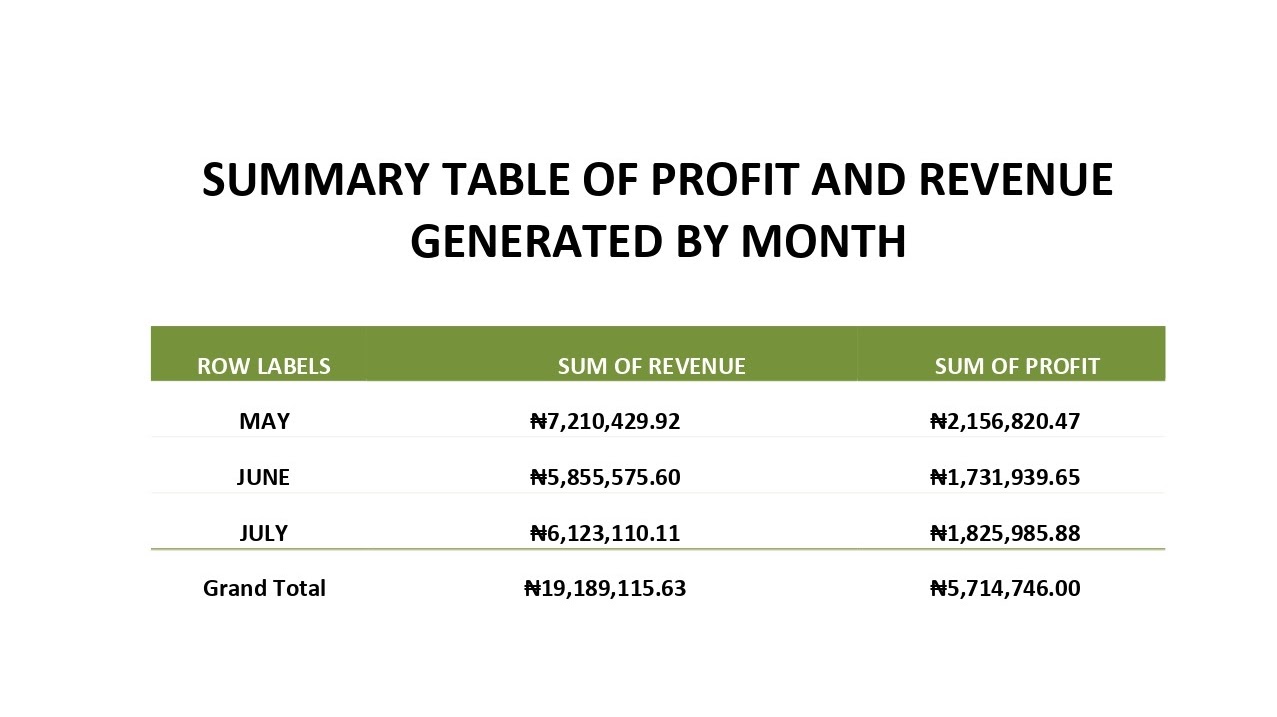 SUMMARY TABLE OF PROFIT AND REVENUE
GENERATED BY MONTH
ROW LABELS SUM OF REVENUE SUM OF PROFIT
MAY ₦7,210,429.92 ₦2,156,820.47
JUNE ₦5,855,575.60 ₦1,731,939.65
JULY ₦6,123,110.11 ₦1,825,985.88
Grand Total ₦19,189,115.63 ₦5,714,746.00